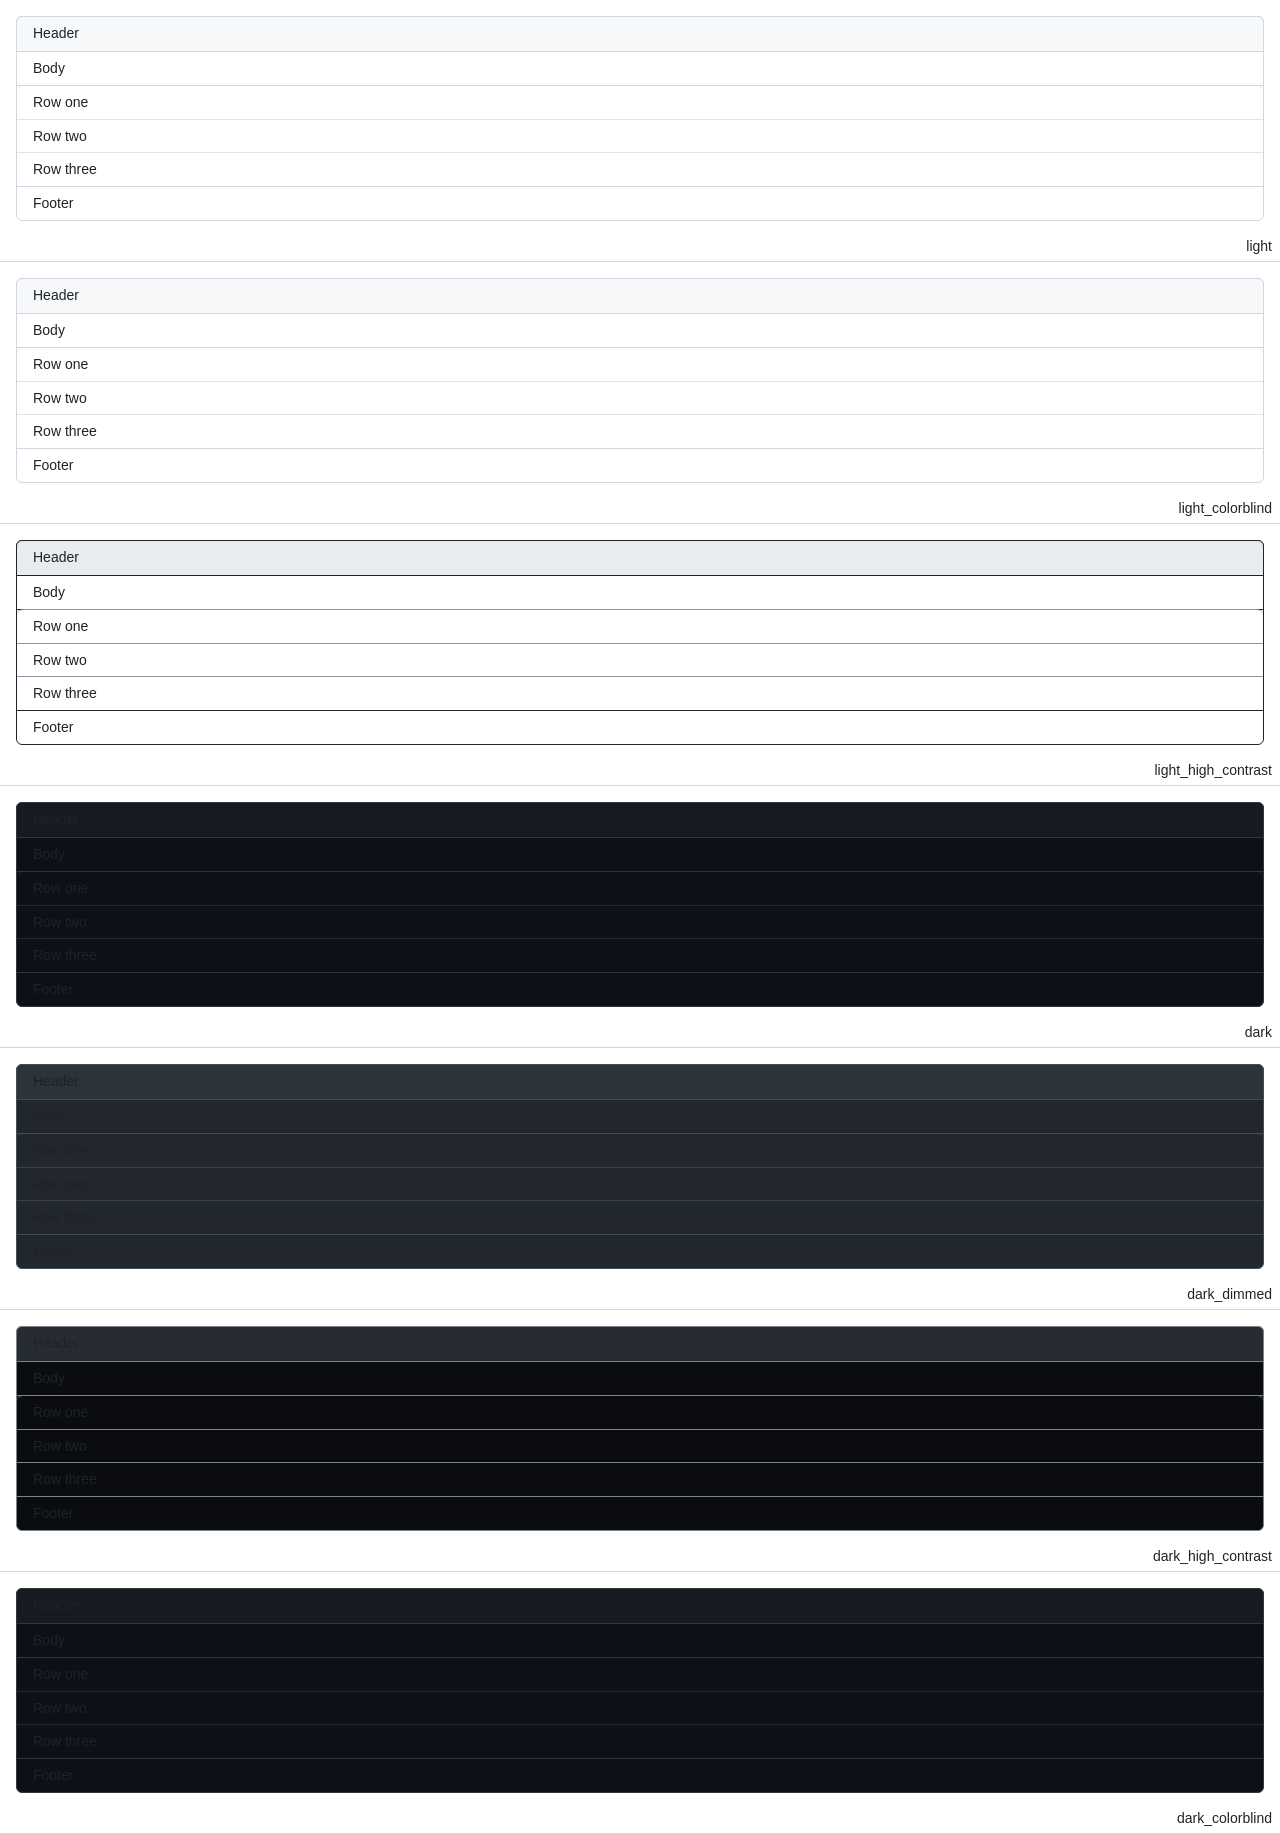 Header
Body
Row one
Row two
Row three
Footer
light
Header
Body
Row one
Row two
Row three
Footer
light_colorblind
Header
Body
Row one
Row two
Row three
Footer
light_high_contrast
Header
Body
Row one
Row two
Row three
Footer
dark
Header
Body
Row one
Row two
Row three
Footer
dark_dimmed
Header
Body
Row one
Row two
Row three
Footer
dark_high_contrast
Header
Body
Row one
Row two
Row three
Footer
dark_colorblind